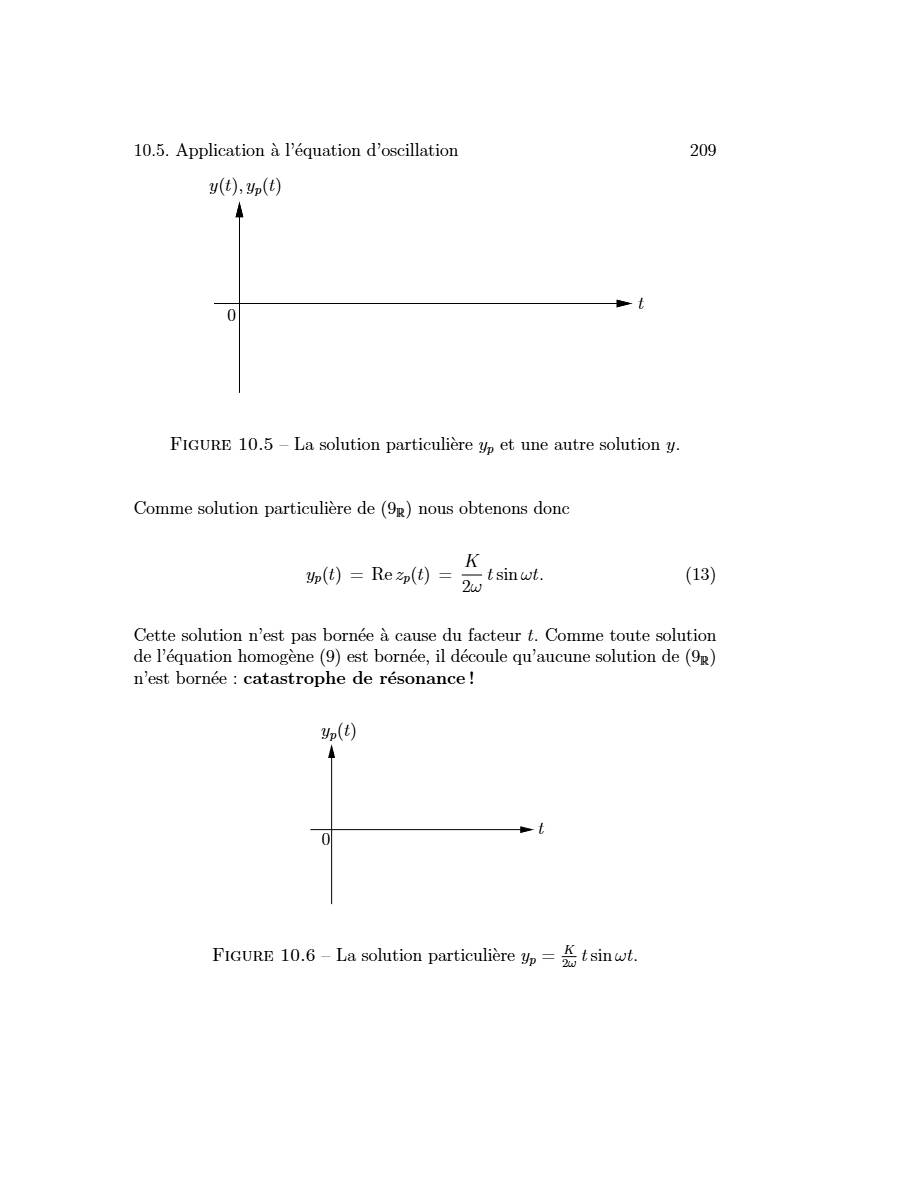 10.5. Application à l'équation d'oscillation 209
y(t), yₚ(t)
t
0
Figure 10.5 – La solution particulière yₚ et une autre solution y.
Comme solution particulière de (9ℝ) nous obtenons donc
yₚ(t) = Re zₚ(t) = K/2ω t sin ωt. (13)
Cette solution n'est pas bornée à cause du facteur t. Comme toute solution
de l'équation homogène (9) est bornée, il découle qu'aucune solution de (9ℝ)
n'est bornée : catastrophe de résonance !
yₚ(t)
t
0
Figure 10.6 – La solution particulière yₚ = K/2ω t sin ωt.